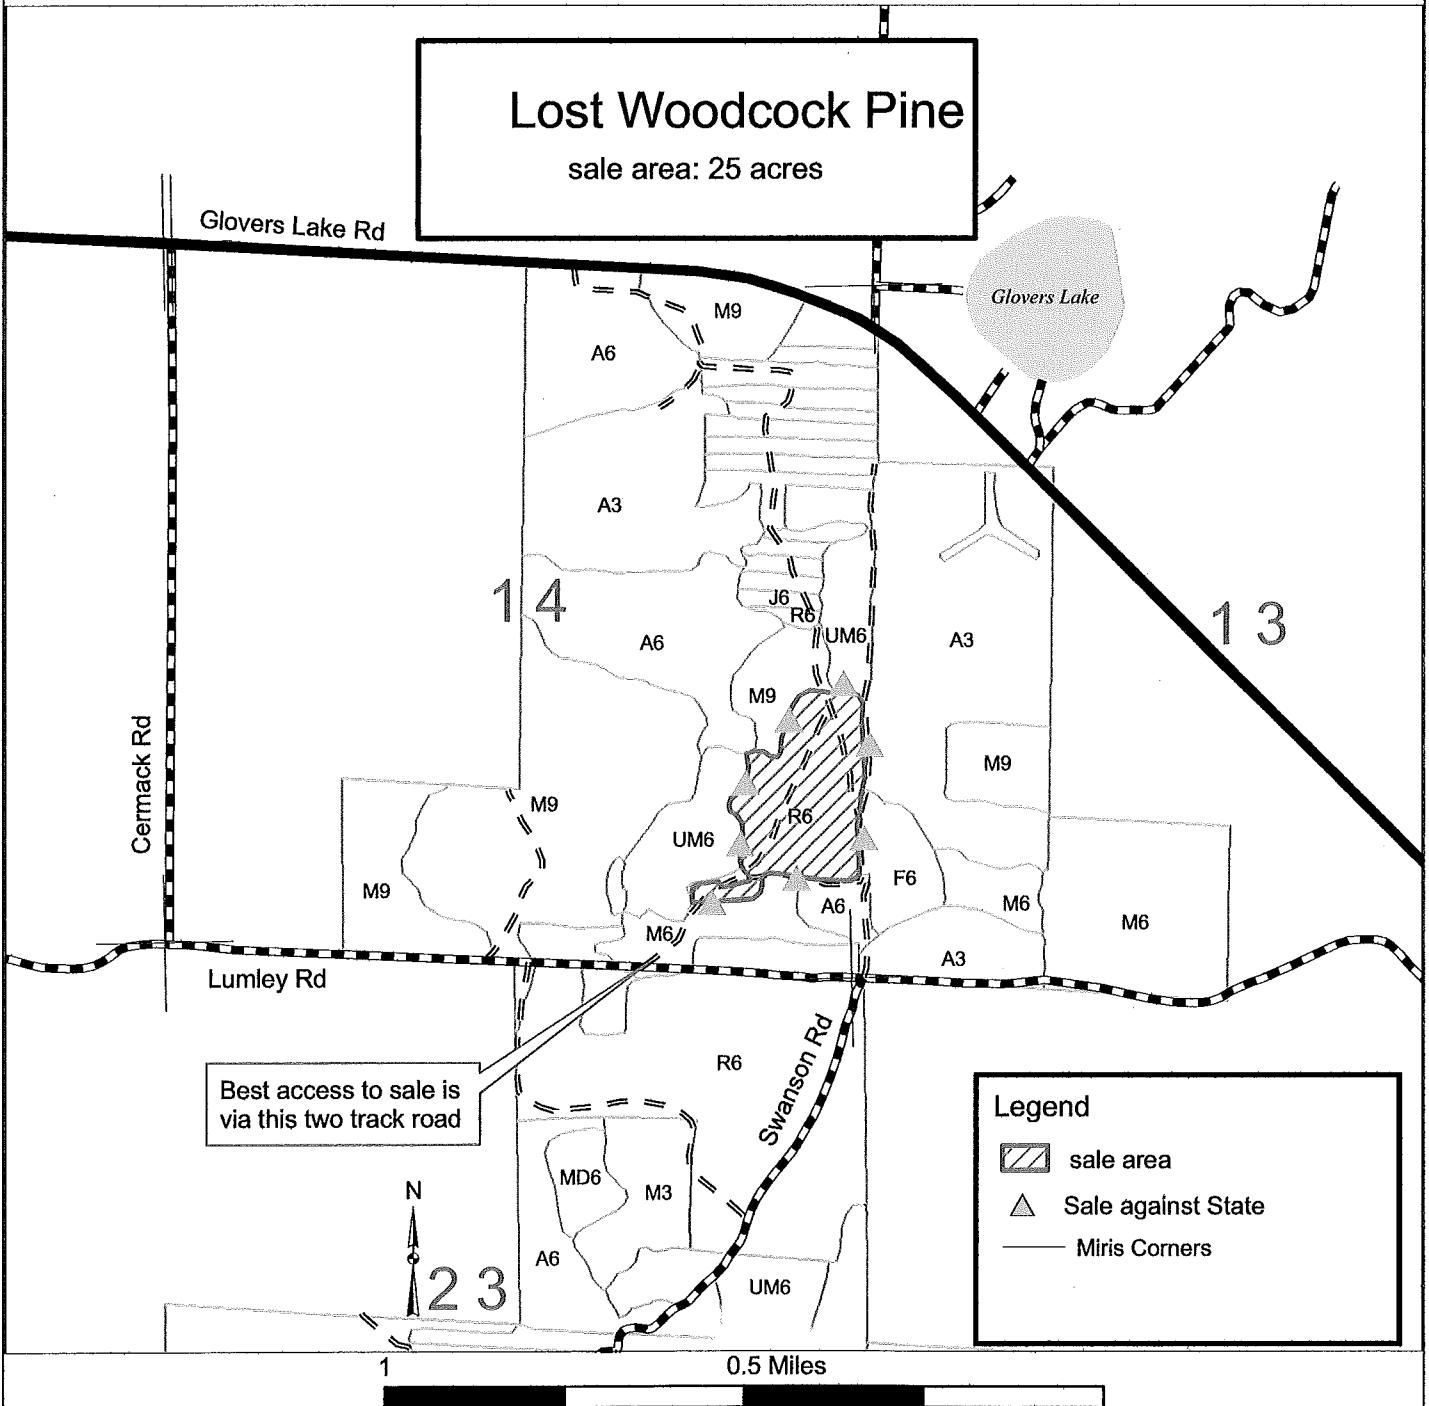 Lost Woodcock Pine
sale area: 25 acres
Glovers Lake Rd
Glovers Lake
M9
A6
A3
14
J6
R6
UM6
A6
A3
13
M9
Cermack Rd
M9
M9
UM6
R6
M9
F6
A6
M6
M6
M6
A3
Lumley Rd
Swanson Rd
R6
Best access to sale is
via this two track road
MD6
M3
A6
UM6
N
23
Legend
sale area
Sale against State
Miris Corners
1
0.5 Miles